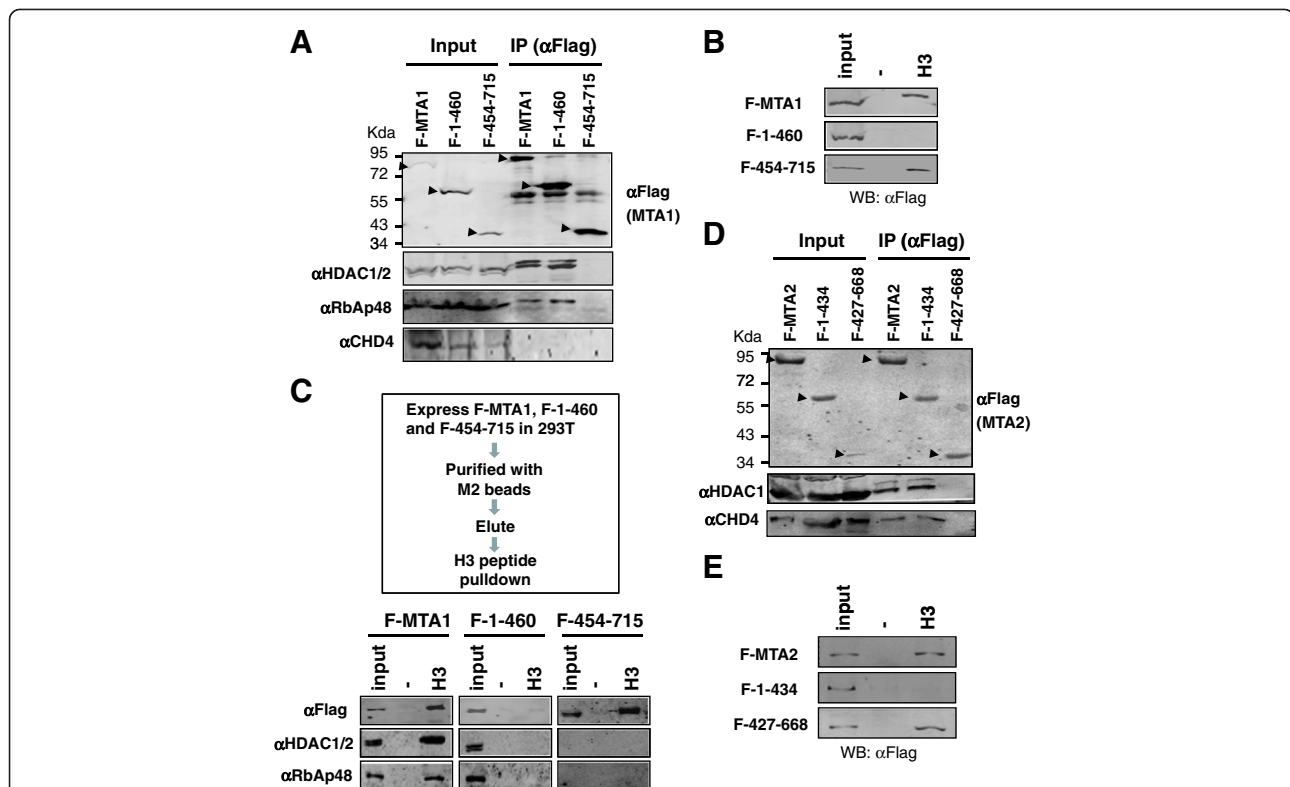 A
Input IP (αFlag)
F-MTA1 F-1-460 F-454-715 F-MTA1 F-1-460 F-454-715
Kda
95
72
55
43
34
αFlag
(MTA1)
αHDAC1/2
αRbAp48
αCHD4
B
input - H3
F-MTA1
F-1-460
F-454-715
WB: αFlag
C
Express F-MTA1, F-1-460
and F-454-715 in 293T
Purified with
M2 beads
Elute
H3 peptide
pulldown
F-MTA1 F-1-460 F-454-715
input - H3 input - H3 input - H3
αFlag
αHDAC1/2
αRbAp48
D
Input IP (αFlag)
F-MTA2 F-1-434 F-427-668 F-MTA2 F-1-434 F-427-668
Kda
95
72
55
43
34
αFlag
(MTA2)
αHDAC1
αCHD4
E
input - H3
F-MTA2
F-1-434
F-427-668
WB: αFlag